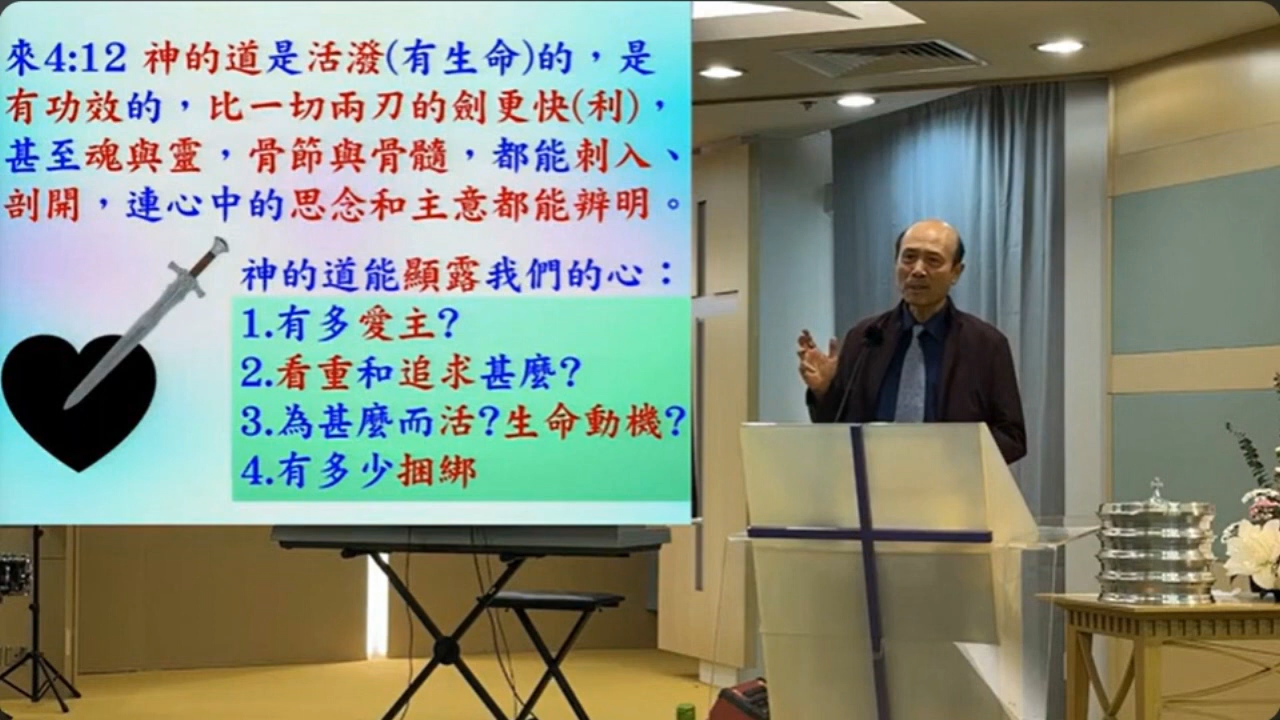 來4:12 神的道是活潑(有生命)的，是
有功效的，比一切兩刃的劍更快(利)，
甚至魂與靈，骨節與骨髓，都能刺入、
剖開，連心中的思念和主意都能辨明。
神的道能顯露我們的心：
1.有多愛主?
2.看重和追求甚麼?
3.為甚麼而活?生命動機?
4.有多少捆綁